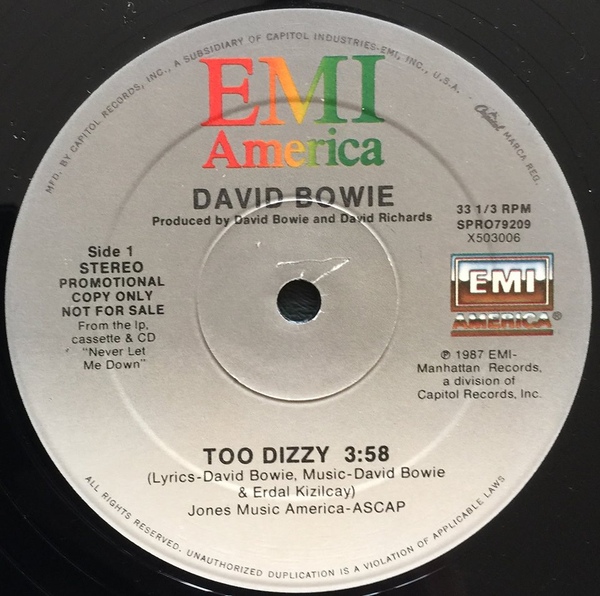 MFD. BY CAPITOL RECORDS, INC., A SUBSIDIARY OF CAPITOL INDUSTRIES-EMI, INC., U.S.A.
Capitol MARCA REG.
EMI
America
DAVID BOWIE
Produced by David Bowie and David Richards
33 1/3 RPM
SPRO79209
X503006
Side 1
STEREO
PROMOTIONAL
COPY ONLY
NOT FOR SALE
From the lp,
cassette & CD
"Never Let
Me Down"
EMI
AMERICA®
℗ 1987 EMI-
Manhattan Records,
a division of
Capitol Records, Inc.
TOO DIZZY 3:58
(Lyrics-David Bowie, Music-David Bowie
& Erdal Kizilcay)
Jones Music America-ASCAP
ALL RIGHTS RESERVED. UNAUTHORIZED DUPLICATION IS A VIOLATION OF APPLICABLE LAWS